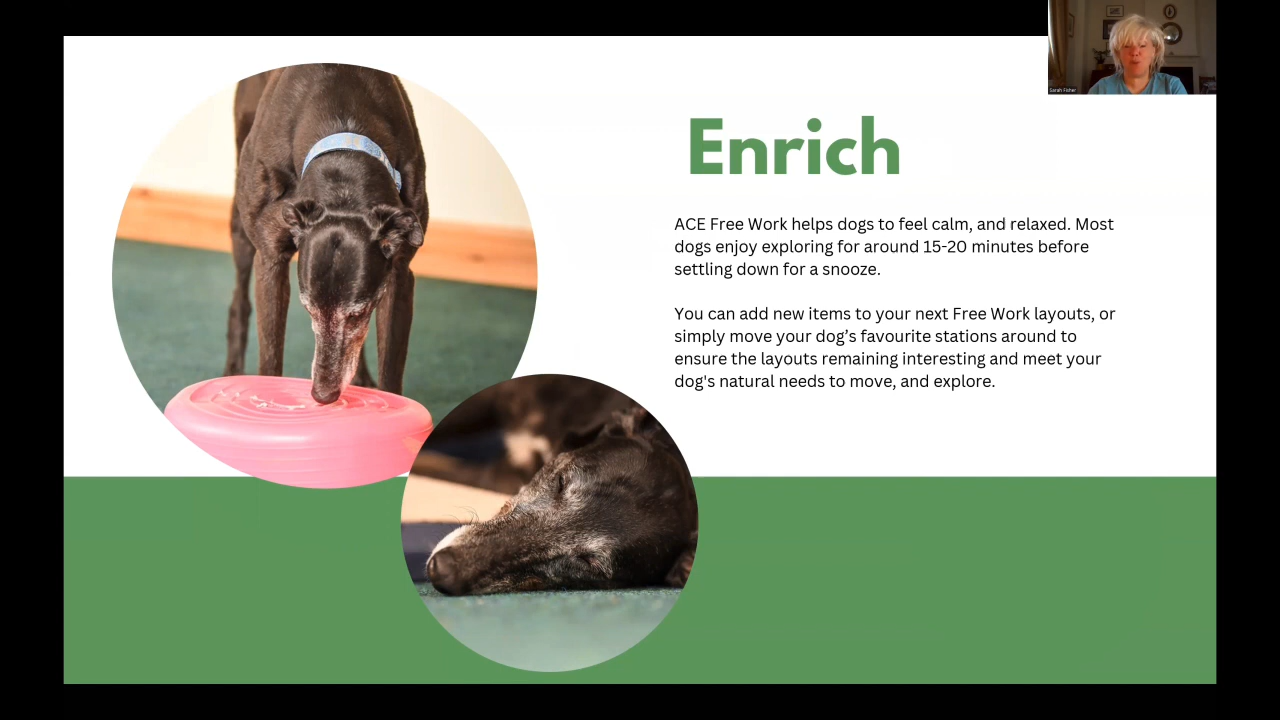 Sarah Fisher
Enrich
ACE Free Work helps dogs to feel calm, and relaxed. Most
dogs enjoy exploring for around 15-20 minutes before
settling down for a snooze.
You can add new items to your next Free Work layouts, or
simply move your dog’s favourite stations around to
ensure the layouts remaining interesting and meet your
dog's natural needs to move, and explore.